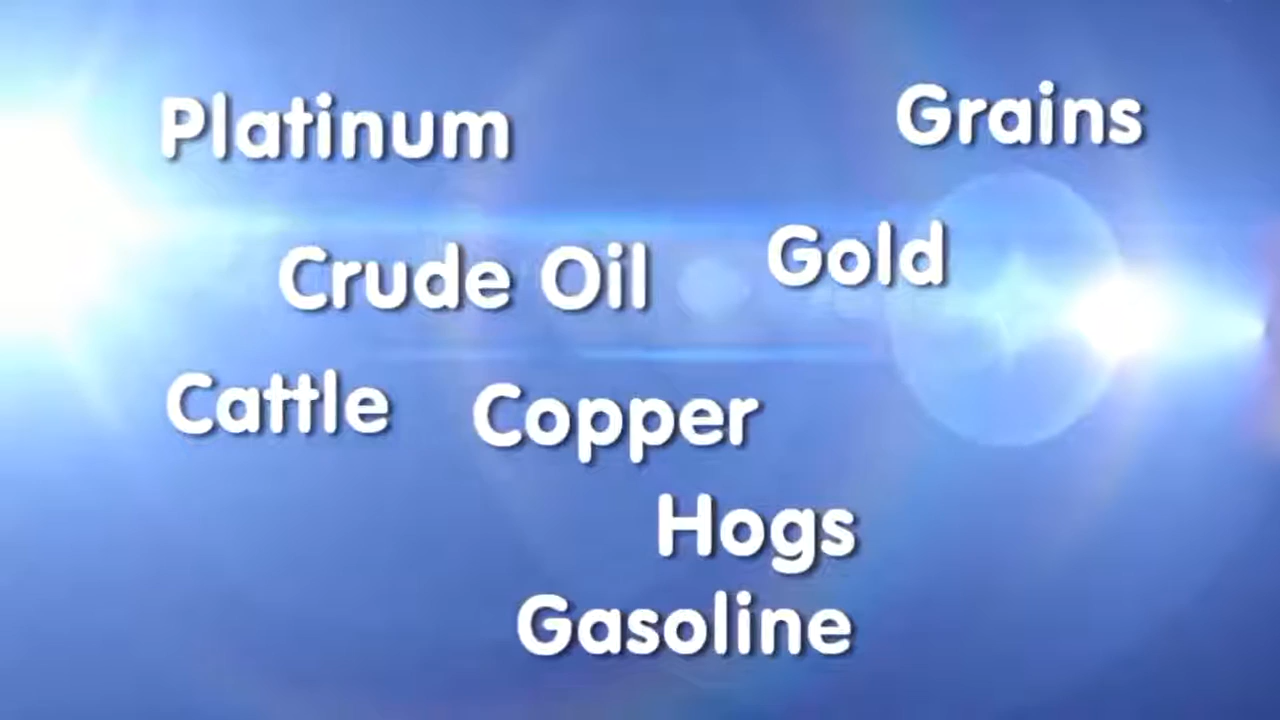 Platinum
Grains
Crude Oil
Gold
Cattle
Copper
Hogs
Gasoline